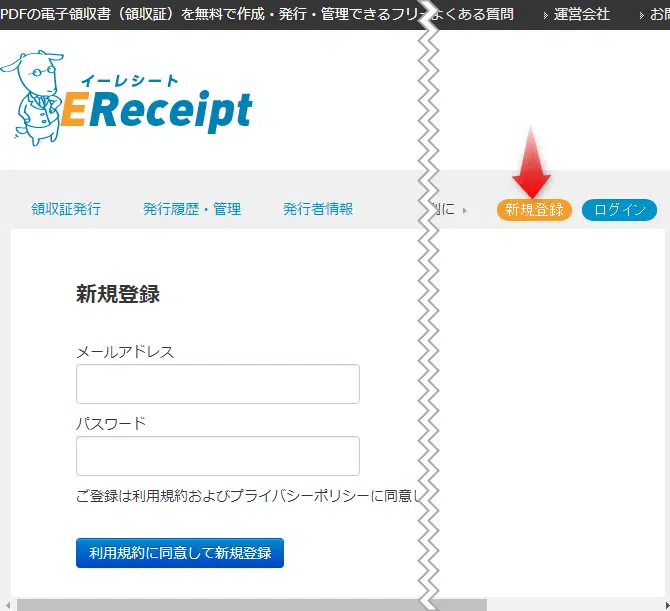 PDFの電子領収書（領収証）を無料で作成・発行・管理できるフリー
よくある質問
運営会社
お問
イーレシート
EReceipt
領収証発行
発行履歴・管理
発行者情報
別に
新規登録
ログイン
新規登録
メールアドレス
パスワード
ご登録は利用規約およびプライバシーポリシーに同意し
利用規約に同意して新規登録